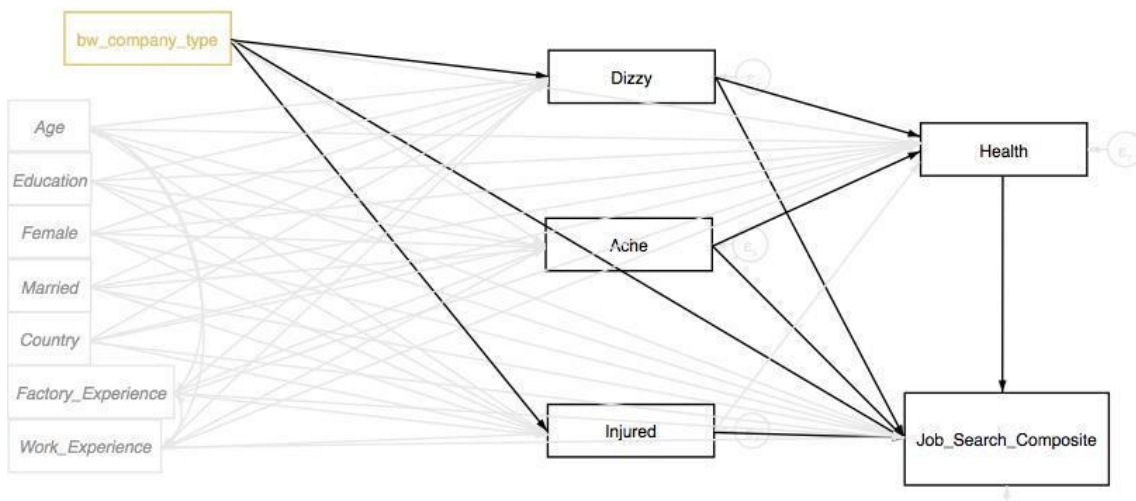 bw_company_type
Dizzy
Age
Health
Education
Female
Ache
Married
Country
Factory_Experience
Injured
Work_Experience
Job_Search_Composite